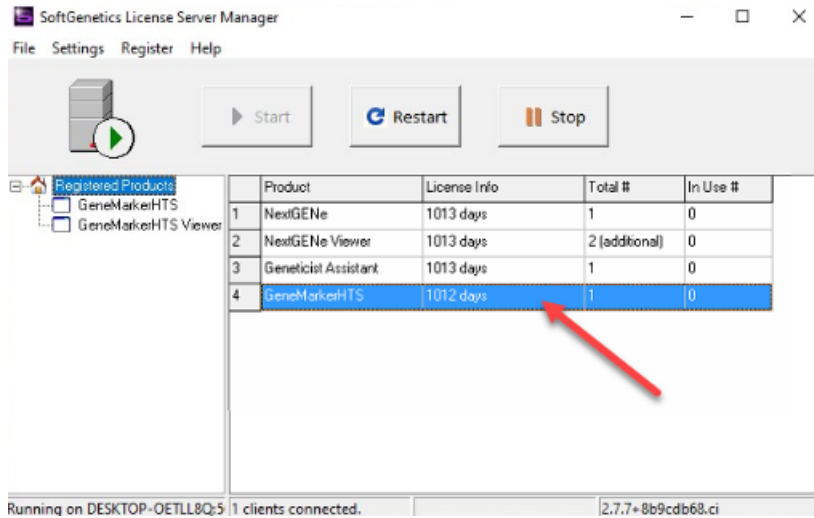 SoftGenetics License Server Manager
File Settings Register Help
Start Restart Stop
Registered Products
GeneMarkerHTS
GeneMarkerHTS Viewer
Product License Info Total # In Use #
1 NextGENe 1013 days 1 0
2 NextGENe Viewer 1013 days 2 (additional) 0
3 Geneticist Assistant 1013 days 1 0
4 GeneMarkerHTS 1012 days 1 0
Running on DESKTOP-OETLL8Q:5 1 clients connected. 2.7.7+8b9cdb68.ci